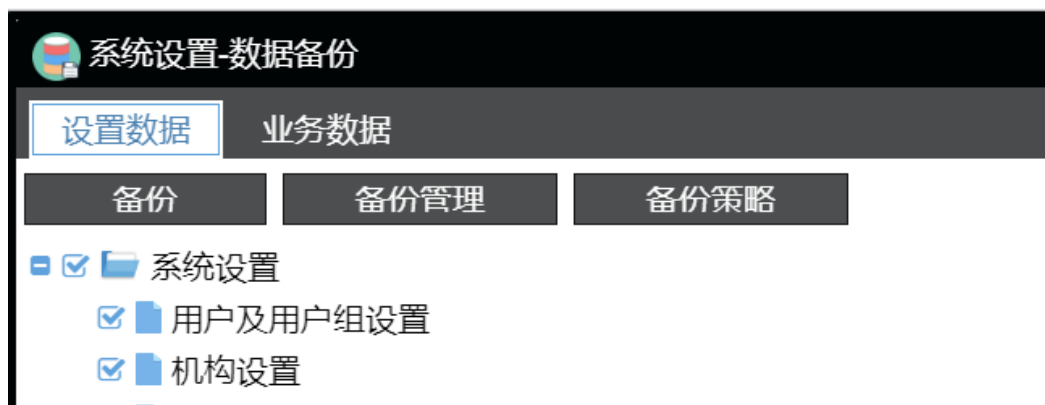 系统设置-数据备份
设置数据 业务数据
备份 备份管理 备份策略
系统设置
用户及用户组设置
机构设置